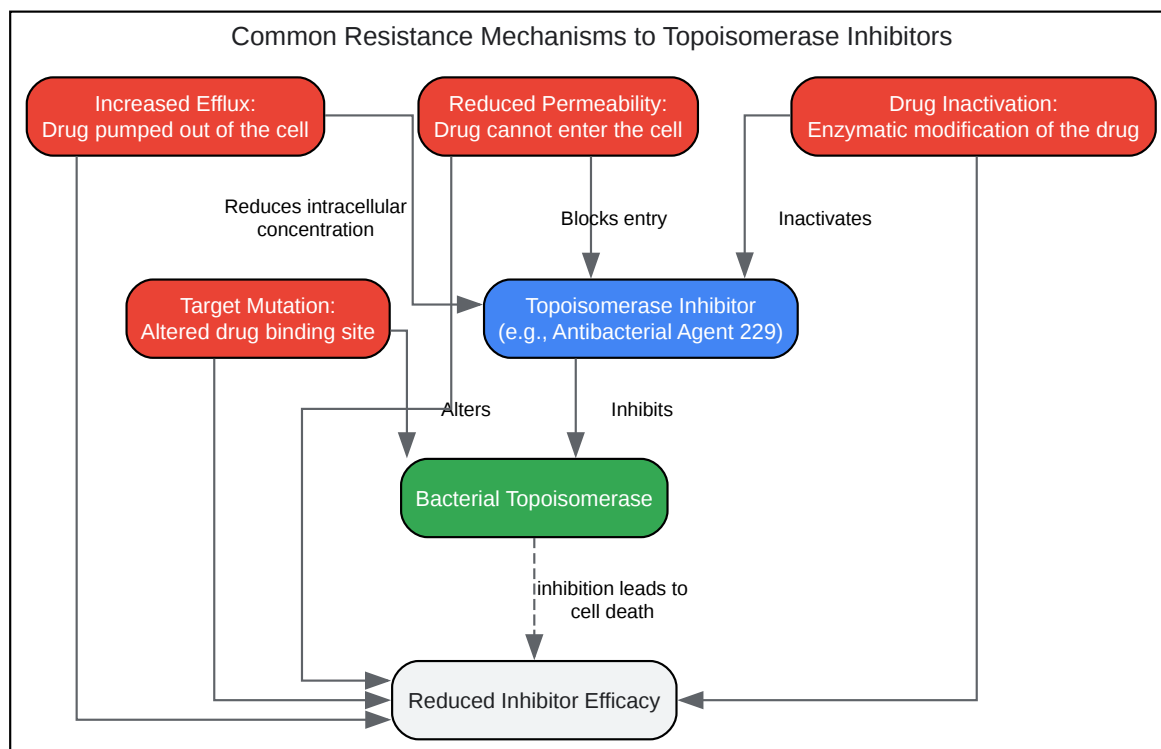 Common Resistance Mechanisms to Topoisomerase Inhibitors
Increased Efflux:
Drug pumped out of the cell
Reduced Permeability:
Drug cannot enter the cell
Drug Inactivation:
Enzymatic modification of the drug
Reduces intracellular
concentration
Blocks entry
Inactivates
Target Mutation:
Altered drug binding site
Topoisomerase Inhibitor
(e.g., Antibacterial Agent 229)
Alters
Inhibits
Bacterial Topoisomerase
inhibition leads to
cell death
Reduced Inhibitor Efficacy